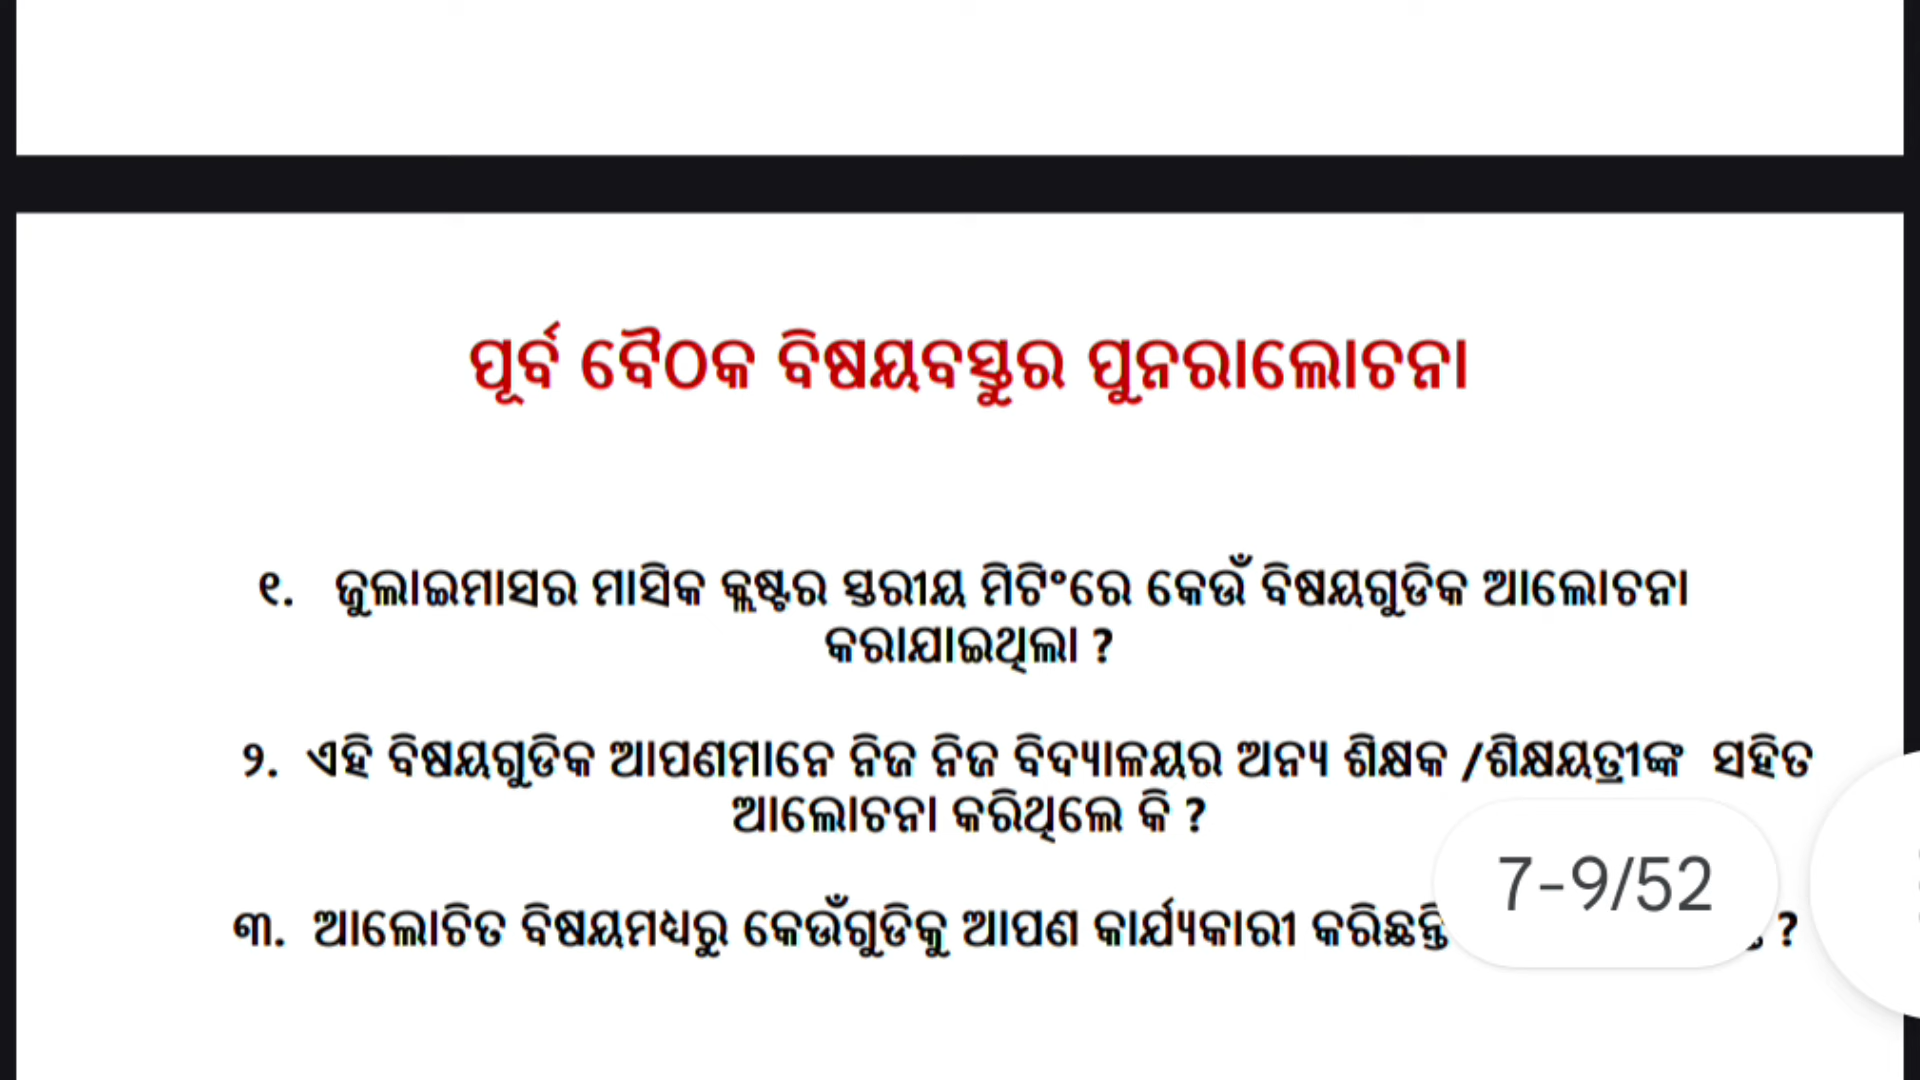 ପୂର୍ବ ବୈଠକ ବିଷୟବସ୍ତୁର ପୁନରାଲୋଚନା
୧. ଜୁଲାଇମାସର ମାସିକ କ୍ଲଷ୍ଟର ସ୍ତରୀୟ ମିଟିଂରେ କେଉଁ ବିଷୟଗୁଡିକ ଆଲୋଚନା
କରାଯାଇଥିଲା ?
୨. ଏହି ବିଷୟଗୁଡିକ ଆପଣମାନେ ନିଜ ନିଜ ବିଦ୍ୟାଳୟର ଅନ୍ୟ ଶିକ୍ଷକ /ଶିକ୍ଷୟତ୍ରୀଙ୍କ ସହିତ
ଆଲୋଚନା କରିଥିଲେ କି ?
୩. ଆଲୋଚିତ ବିଷୟମଧ୍ୟରୁ କେଉଁଗୁଡିକୁ ଆପଣ କାର୍ଯ୍ୟକାରୀ କରିଛନ୍ତି ?
7-9/52